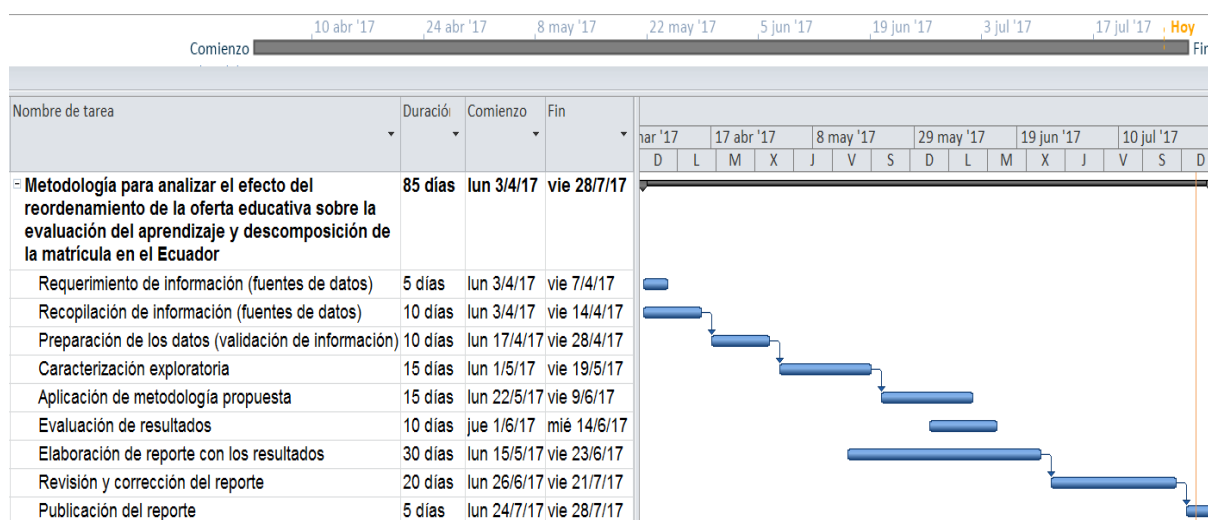 10 abr '17 24 abr '17 8 may '17 22 may '17 5 jun '17 19 jun '17 3 jul '17 17 jul '17 Hoy
Comienzo Fin
Nombre de tarea Duració Comienzo Fin
mar '17 17 abr '17 8 may '17 29 may '17 19 jun '17 10 jul '17
D L M X J V S D L M X J V S D
Metodología para analizar el efecto del 85 días lun 3/4/17 vie 28/7/17
reordenamiento de la oferta educativa sobre la
evaluación del aprendizaje y descomposición de
la matrícula en el Ecuador
Requerimiento de información (fuentes de datos) 5 días lun 3/4/17 vie 7/4/17
Recopilación de información (fuentes de datos) 10 días lun 3/4/17 vie 14/4/17
Preparación de los datos (validación de información) 10 días lun 17/4/17 vie 28/4/17
Caracterización exploratoria 15 días lun 1/5/17 vie 19/5/17
Aplicación de metodología propuesta 15 días lun 22/5/17 vie 9/6/17
Evaluación de resultados 10 días jue 1/6/17 mié 14/6/17
Elaboración de reporte con los resultados 30 días lun 15/5/17 vie 23/6/17
Revisión y corrección del reporte 20 días lun 26/6/17 vie 21/7/17
Publicación del reporte 5 días lun 24/7/17 vie 28/7/17